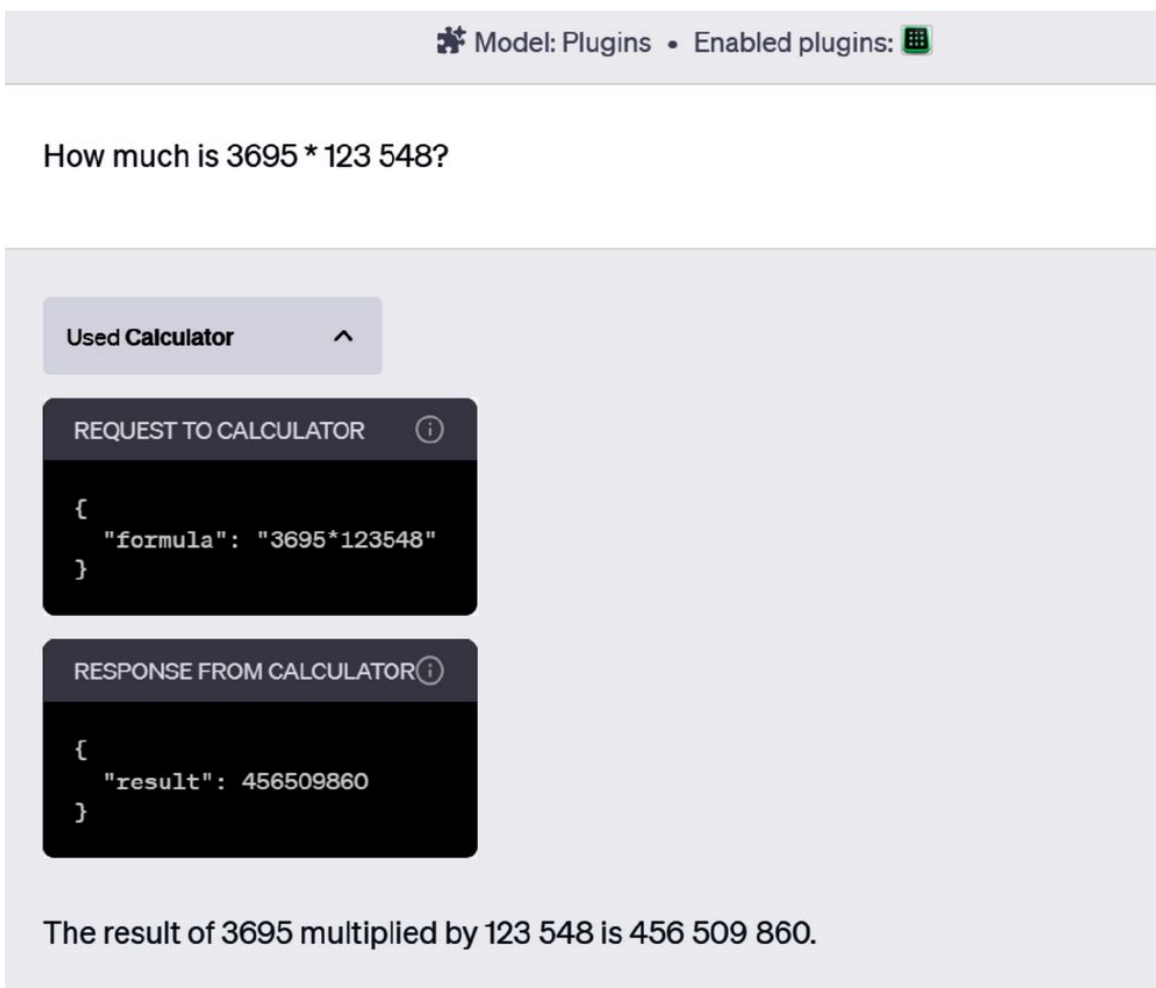 Model: Plugins • Enabled plugins:
How much is 3695 * 123 548?
Used Calculator
REQUEST TO CALCULATOR
{
"formula": "3695*123548"
}
RESPONSE FROM CALCULATOR
{
"result": 456509860
}
The result of 3695 multiplied by 123 548 is 456 509 860.